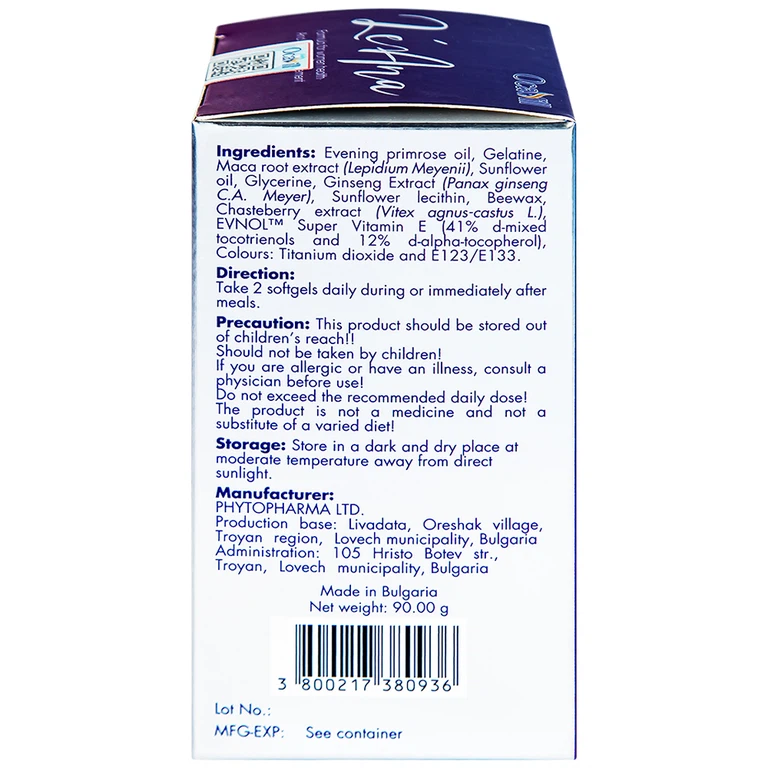 LéAna
Formula for women health
Ocavill
Ingredients: Evening primrose oil, Gelatine,
Maca root extract (Lepidium Meyenii), Sunflower
oil, Glycerine, Ginseng Extract (Panax ginseng
C.A. Meyer), Sunflower lecithin, Beewax,
Chasteberry extract (Vitex agnus-castus L.),
EVNOL™ Super Vitamin E (41% d-mixed
tocotrienols and 12% d-alpha-tocopherol),
Colours: Titanium dioxide and E123/E133.
Direction:
Take 2 softgels daily during or immediately after
meals.
Precaution: This product should be stored out
of children's reach!!
Should not be taken by children!
If you are allergic or have an illness, consult a
physician before use!
Do not exceed the recommended daily dose!
The product is not a medicine and not a
substitute of a varied diet!
Storage: Store in a dark and dry place at
moderate temperature away from direct
sunlight.
Manufacturer:
PHYTOPHARMA LTD.
Production base: Livadata, Oreshak village,
Troyan region, Lovech municipality, Bulgaria
Administration: 105 Hristo Botev str.,
Troyan, Lovech municipality, Bulgaria
Made in Bulgaria
Net weight: 90.00 g
3 800217 380936
Lot No.:
MFG-EXP: See container